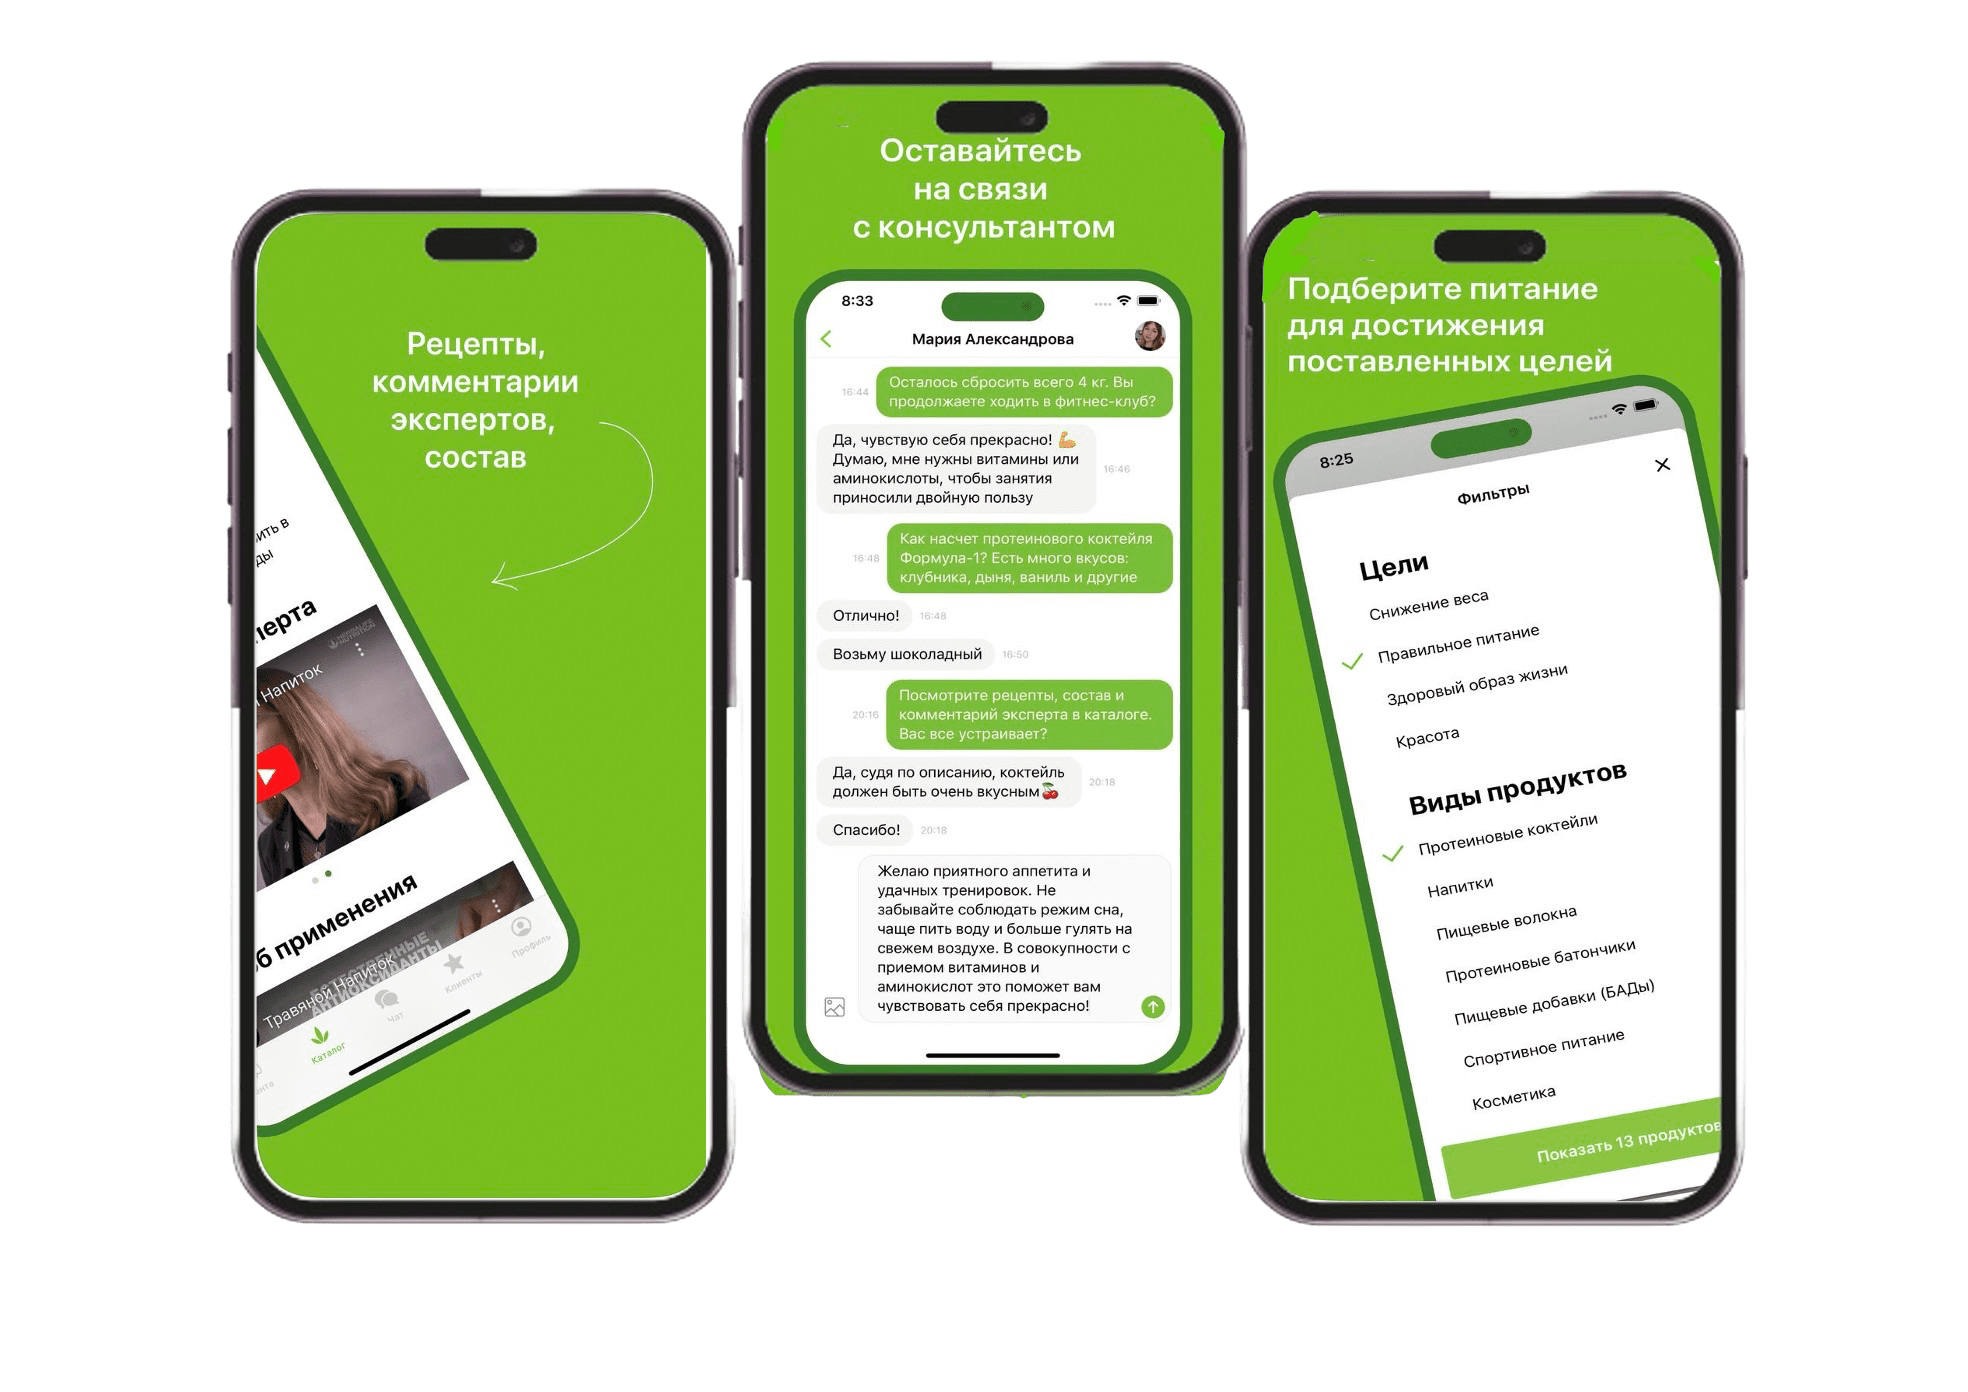 Рецепты,
комментарии
экспертов,
состав
ить в
ды
перта
HERBALIFE
NUTRITION
Напиток
б применения
ЕСТЕСТВЕННЫЕ
АНТИОКСИДАНТЫ
Травяной Напиток
Каталог
Чат
Клиенты
Профиль
Оставайтесь
на связи
с консультантом
8:33
Мария Александрова
16:44
Осталось сбросить всего 4 кг. Вы
продолжаете ходить в фитнес-клуб?
Да, чувствую себя прекрасно! 💪
Думаю, мне нужны витамины или
аминокислоты, чтобы занятия
приносили двойную пользу
16:46
16:48
Как насчет протеинового коктейля
Формула-1? Есть много вкусов:
клубника, дыня, ваниль и другие
Отлично! 16:48
Возьму шоколадный 16:50
20:16
Посмотрите рецепты, состав и
комментарий эксперта в каталоге.
Вас все устраивает?
Да, судя по описанию, коктейль
должен быть очень вкусным🍒
20:18
Спасибо! 20:18
Желаю приятного аппетита и
удачных тренировок. Не
забывайте соблюдать режим сна,
чаще пить воду и больше гулять на
свежем воздухе. В совокупности с
приемом витаминов и
аминокислот это поможет вам
чувствовать себя прекрасно!
Подберите питание
для достижения
поставленных целей
8:25
Фильтры
Цели
Снижение веса
Правильное питание
Здоровый образ жизни
Красота
Виды продуктов
Протеиновые коктейли
Напитки
Пищевые волокна
Протеиновые батончики
Пищевые добавки (БАДы)
Спортивное питание
Косметика
Показать 13 продуктов